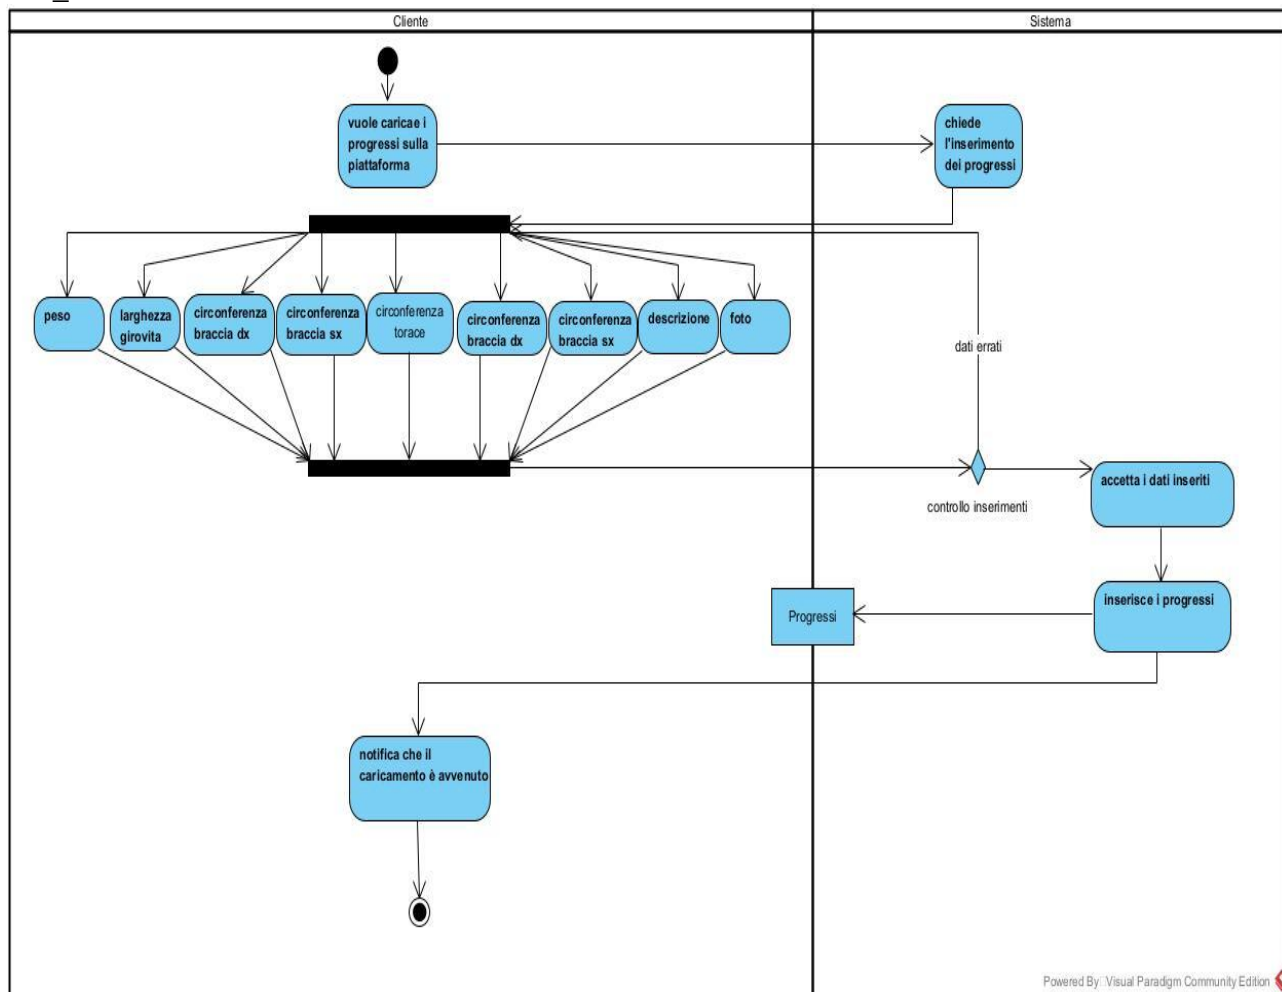 Cliente
Sistema
vuole caricae i
progressi sulla
piattaforma
chiede
l'inserimento
dei progressi
peso
larghezza
girovita
circonferenza
braccia dx
circonferenza
braccia sx
circonferenza
torace
circonferenza
braccia dx
circonferenza
braccia sx
descrizione
foto
dati errati
controllo inserimenti
accetta i dati inseriti
inserisce i progressi
Progressi
notifica che il
caricamento è avvenuto
Powered By Visual Paradigm Community Edition